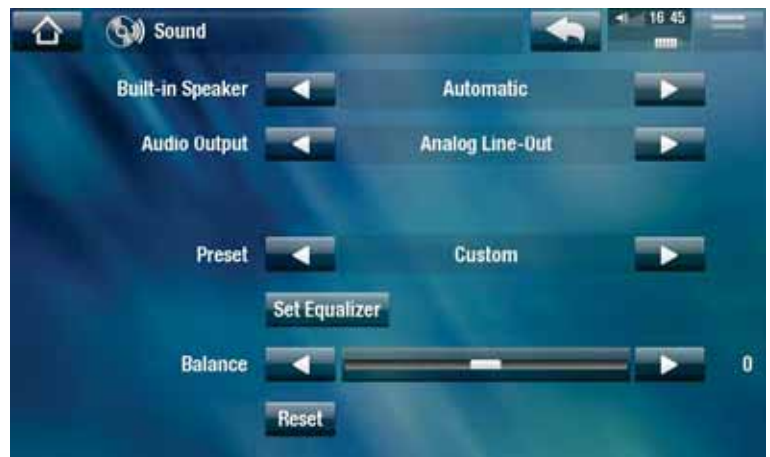 Sound
16 45
Built-in Speaker Automatic
Audio Output Analog Line-Out
Preset Custom
Set Equalizer
Balance 0
Reset